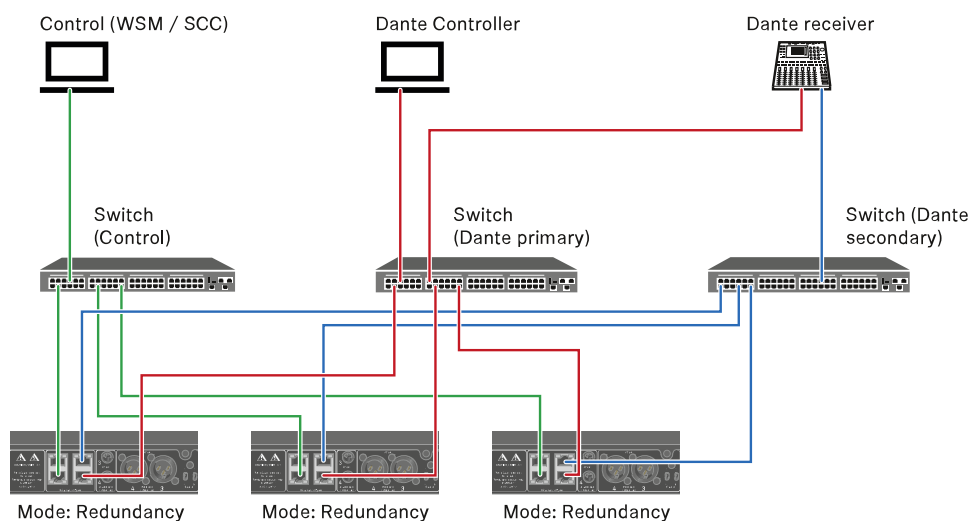 Control (WSM / SCC)
Dante Controller
Dante receiver
Switch
(Control)
Switch
(Dante primary)
Switch (Dante
secondary)
Mode: Redundancy
Mode: Redundancy
Mode: Redundancy